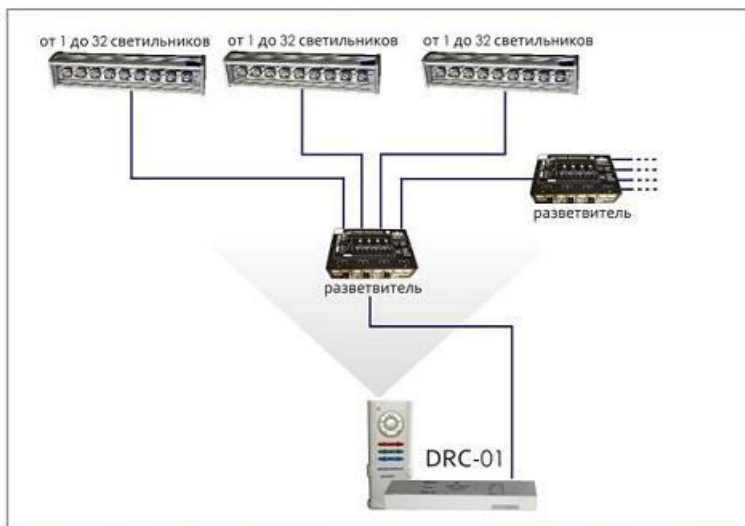 от 1 до 32 светильников
от 1 до 32 светильников
от 1 до 32 светильников
разветвитель
разветвитель
DRC-01